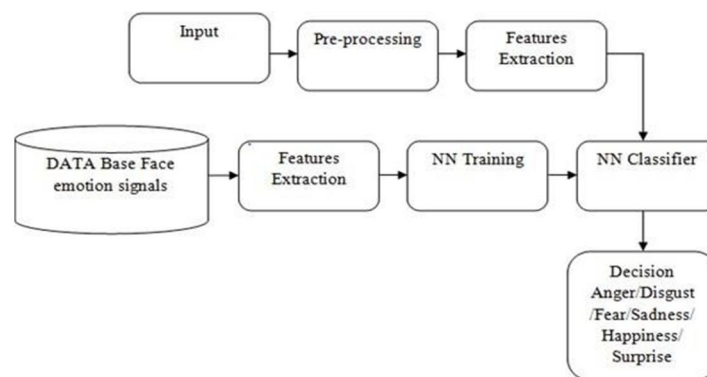 Input
Pre-processing
Features
Extraction
DATA Base Face
emotion signals
Features
Extraction
NN Training
NN Classifier
Decision
Anger/Disgust
/Fear/Sadness/
Happiness/
Surprise